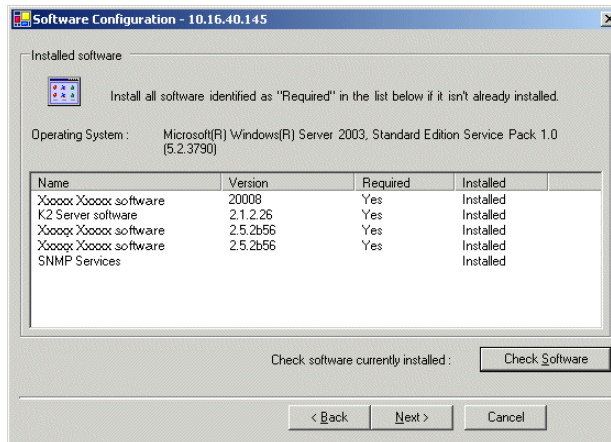 Software Configuration - 10.16.40.145
Installed software
Install all software identified as "Required" in the list below if it isn't already installed.
Operating System : Microsoft(R) Windows(R) Server 2003, Standard Edition Service Pack 1.0
(5.2.3790)
Name Version Required Installed
Xxxxx Xxxxx software 20008 Yes Installed
K2 Server software 2.1.2.26 Yes Installed
Xxxxx Xxxxx software 2.5.2b56 Yes Installed
Xxxxx Xxxxx software 2.5.2b56 Yes Installed
SNMP Services Installed
Check software currently installed : Check Software
< Back Next > Cancel